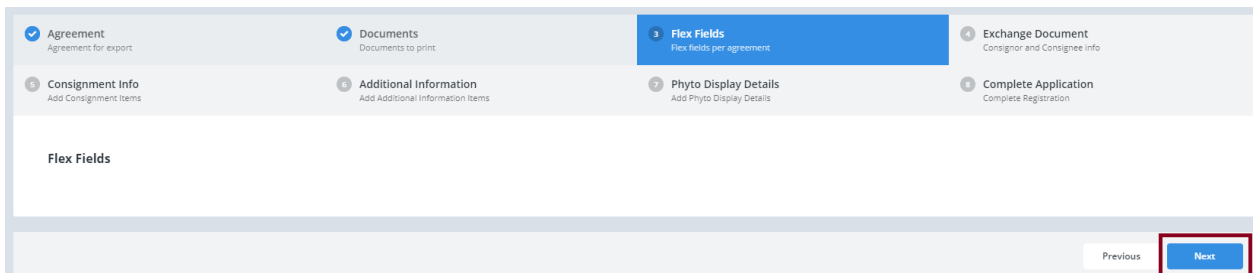 Agreement
Agreement for export
Documents
Documents to print
3 Flex Fields
Flex fields per agreement
4 Exchange Document
Consignor and Consignee info
5 Consignment Info
Add Consignment Items
6 Additional Information
Add Additional Information Items
7 Phyto Display Details
Add Phyto Display Details
8 Complete Application
Complete Registration
Flex Fields
Previous
Next